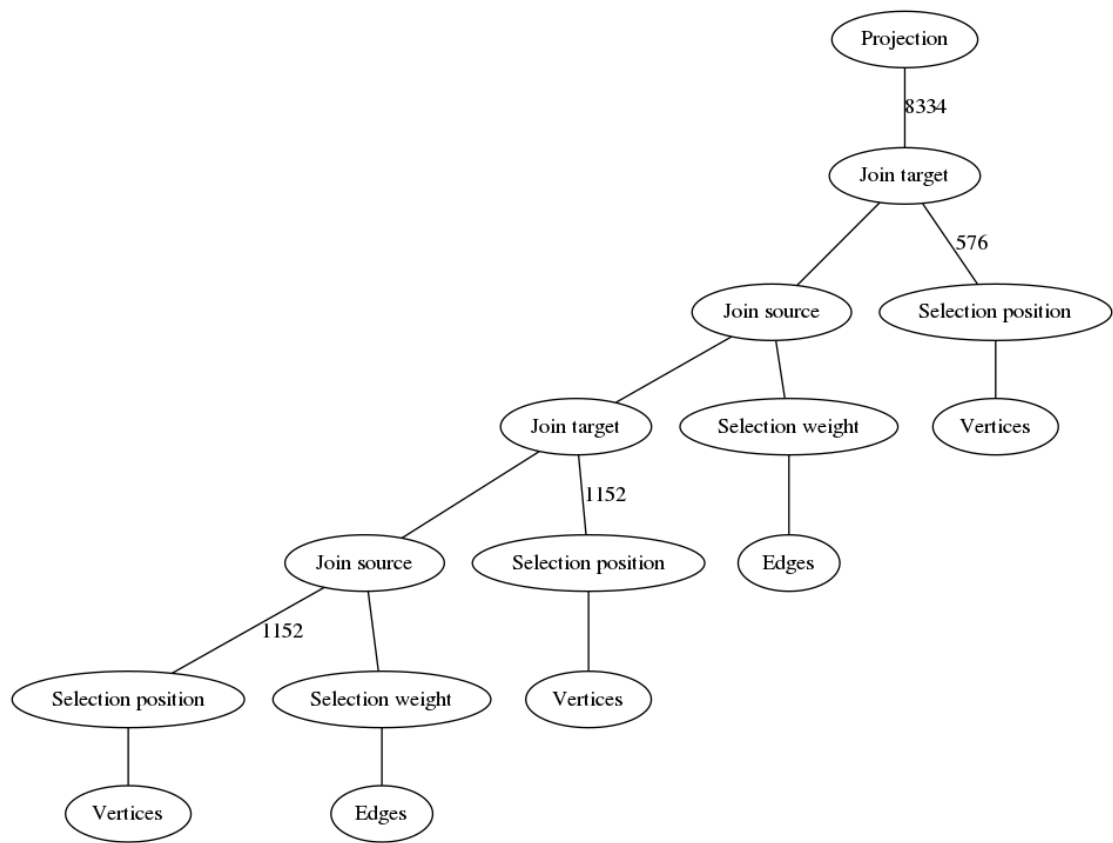 Projection
8334
Join target
576
Join source
Selection position
Join target
Selection weight
Vertices
1152
Join source
Selection position
Edges
1152
Selection position
Selection weight
Vertices
Vertices
Edges